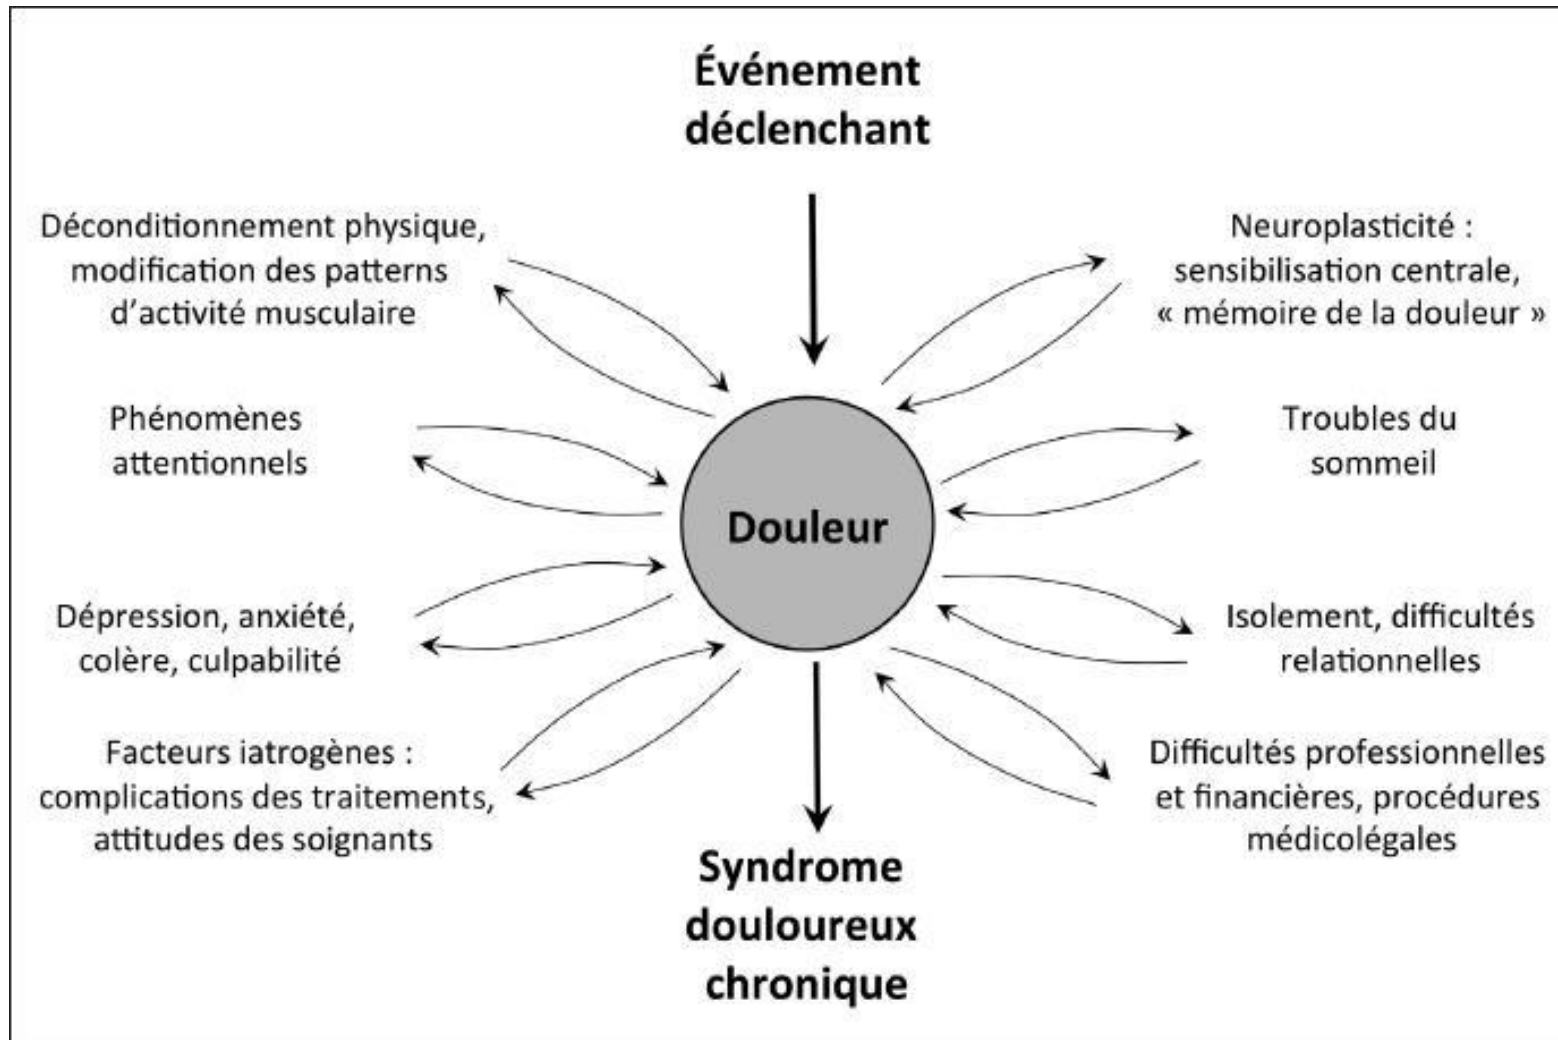 Événement
déclenchant
Déconditionnement physique,
modification des patterns
d’activité musculaire
Neuroplasticité :
sensibilisation centrale,
« mémoire de la douleur »
Phénomènes
attentionnels
Troubles du
sommeil
Douleur
Dépression, anxiété,
colère, culpabilité
Isolement, difficultés
relationnelles
Facteurs iatrogènes :
complications des traitements,
attitudes des soignants
Difficultés professionnelles
et financières, procédures
médicolégales
Syndrome
douloureux
chronique